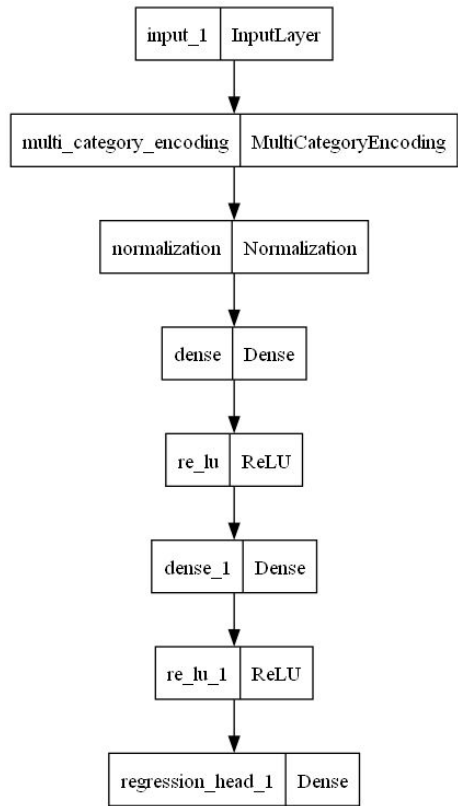 input_1 InputLayer
multi_category_encoding MultiCategoryEncoding
normalization Normalization
dense Dense
re_lu ReLU
dense_1 Dense
re_lu_1 ReLU
regression_head_1 Dense